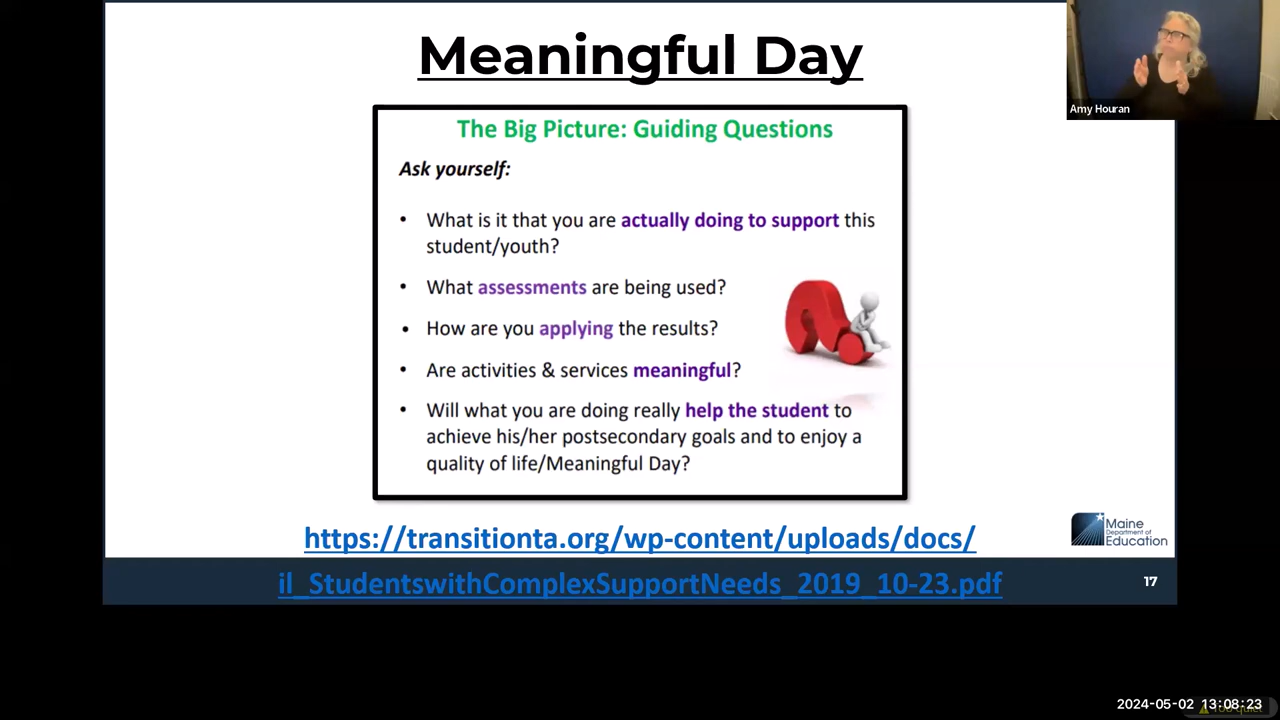 Meaningful Day
Amy Houran
The Big Picture: Guiding Questions
Ask yourself:
• What is it that you are actually doing to support this
student/youth?
• What assessments are being used?
• How are you applying the results?
• Are activities & services meaningful?
• Will what you are doing really help the student to
achieve his/her postsecondary goals and to enjoy a
quality of life/Meaningful Day?
https://transitionta.org/wp-content/uploads/docs/
il_StudentswithComplexSupportNeeds_2019_10-23.pdf
Maine
Department of
Education
17
2024-05-02 13:08:23